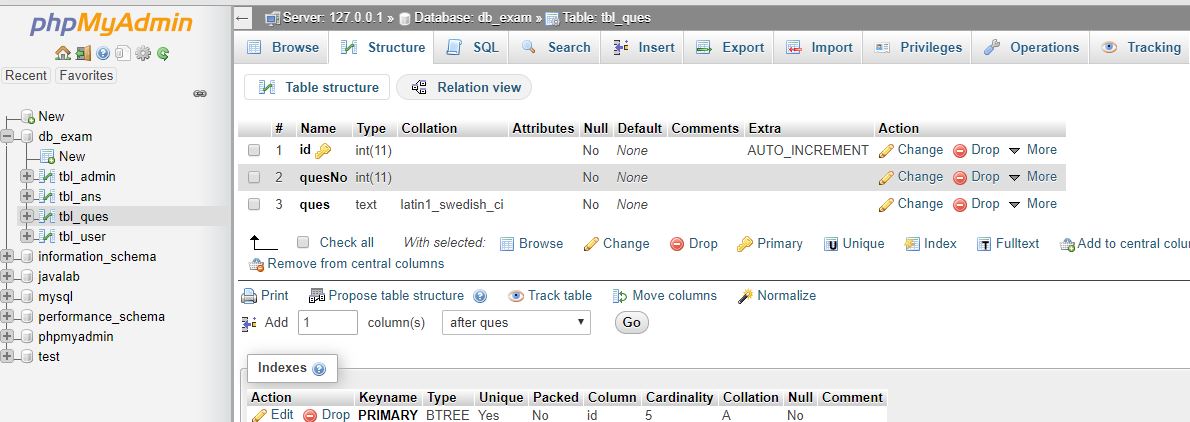 phpMyAdmin
Recent Favorites
New
db_exam
New
tbl_admin
tbl_ans
tbl_ques
tbl_user
information_schema
javalab
mysql
performance_schema
phpmyadmin
test
Server: 127.0.0.1 » Database: db_exam » Table: tbl_ques
Browse Structure SQL Search Insert Export Import Privileges Operations Tracking
Table structure Relation view
# Name Type Collation Attributes Null Default Comments Extra Action
1 id int(11) No None AUTO_INCREMENT Change Drop More
2 quesNo int(11) No None Change Drop More
3 ques text latin1_swedish_ci No None Change Drop More
Check all With selected: Browse Change Drop Primary Unique Index Fulltext Add to central colu
Remove from central columns
Print Propose table structure Track table Move columns Normalize
Add 1 column(s) after ques Go
Indexes
Action Keyname Type Unique Packed Column Cardinality Collation Null Comment
Edit Drop PRIMARY BTREE Yes No id 5 A No